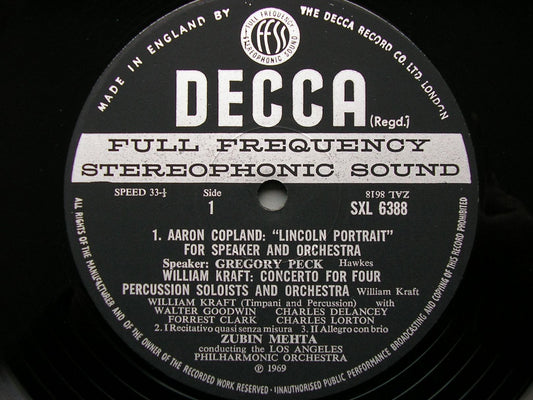 MADE IN ENGLAND BY
THE DECCA RECORD CO. LTD. LONDON
FULL FREQUENCY
ffss
STEREOPHONIC SOUND
DECCA (Regd.)
FULL FREQUENCY
STEREOPHONIC SOUND
SPEED 33⅓ Side ZAL 8618
1 SXL 6388
1. AARON COPLAND: "LINCOLN PORTRAIT"
FOR SPEAKER AND ORCHESTRA
Speaker: GREGORY PECK Hawkes
WILLIAM KRAFT: CONCERTO FOR FOUR
PERCUSSION SOLOISTS AND ORCHESTRA William Kraft
WILLIAM KRAFT (Timpani and Percussion) with
WALTER GOODWIN CHARLES DELANCEY
FORREST CLARK CHARLES LORTON
2. I Recitativo quasi senza misura 3. II Allegro con brio
ZUBIN MEHTA
conducting the LOS ANGELES
PHILHARMONIC ORCHESTRA
℗ 1969
ALL RIGHTS OF THE MANUFACTURER AND OF THE OWNER OF THE RECORDED WORK RESERVED · UNAUTHORISED PUBLIC PERFORMANCE BROADCASTING AND COPYING OF THIS RECORD PROHIBITED